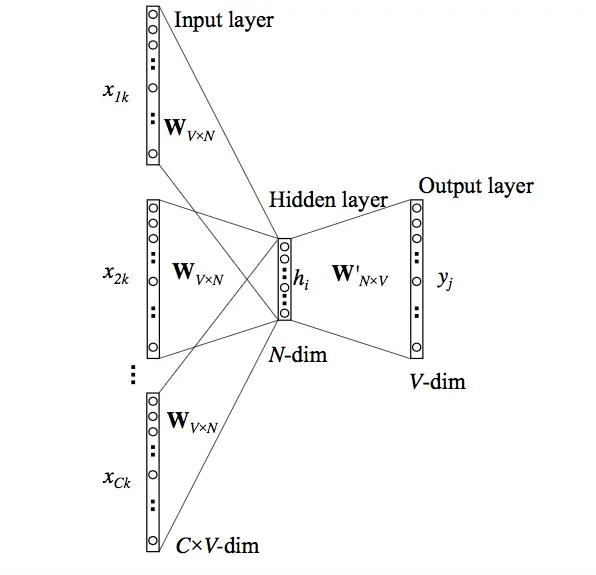 Input layer
x1k
WV×N
Hidden layer
Output layer
x2k
WV×N
hi
W'N×V
yj
N-dim
V-dim
WV×N
xCk
C×V-dim